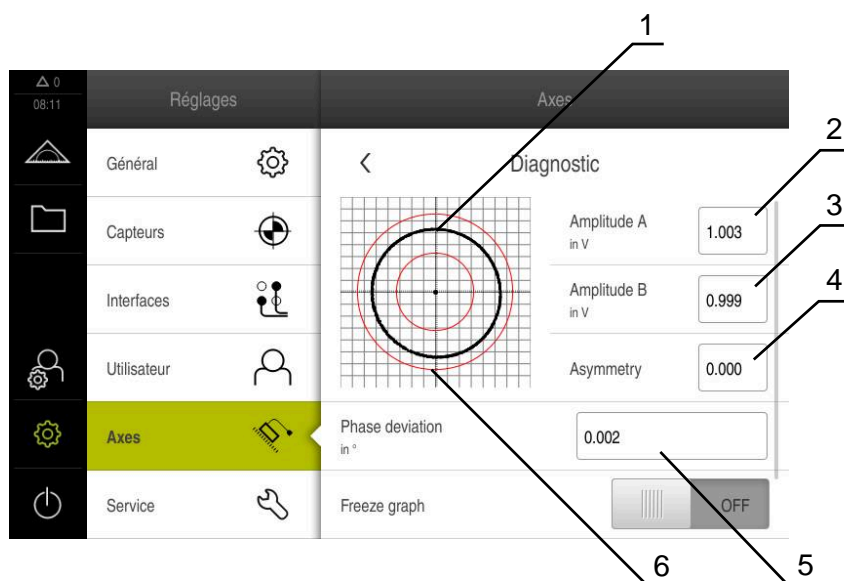 1
△ 0
08:11
Réglages
Axes
Général
Diagnostic
2
Capteurs
Amplitude A
in V
1.003
3
Interfaces
Amplitude B
in V
0.999
4
Utilisateur
Asymmetry
0.000
Axes
Phase deviation
in °
0.002
Service
Freeze graph
OFF
6
5